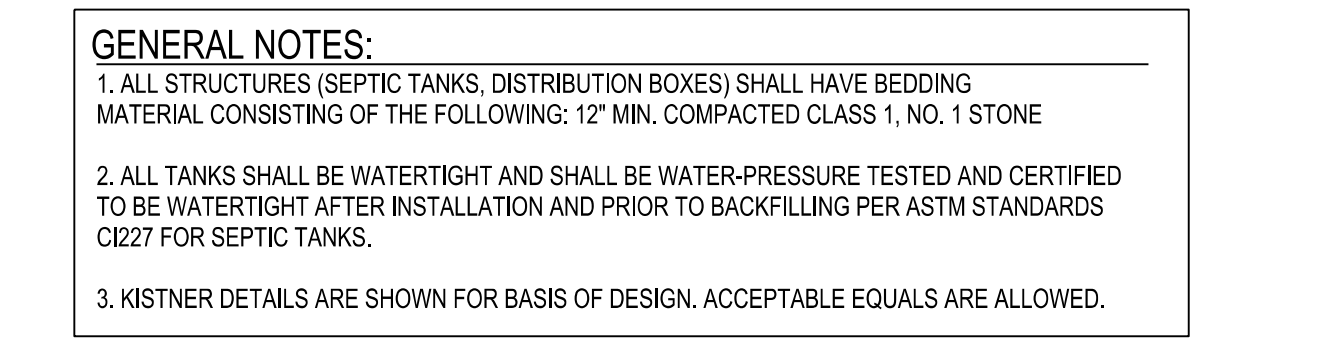 GENERAL NOTES:
1. ALL STRUCTURES (SEPTIC TANKS, DISTRIBUTION BOXES) SHALL HAVE BEDDING
MATERIAL CONSISTING OF THE FOLLOWING: 12" MIN. COMPACTED CLASS 1, NO. 1 STONE
2. ALL TANKS SHALL BE WATERTIGHT AND SHALL BE WATER-PRESSURE TESTED AND CERTIFIED
TO BE WATERTIGHT AFTER INSTALLATION AND PRIOR TO BACKFILLING PER ASTM STANDARDS
CI227 FOR SEPTIC TANKS.
3. KISTNER DETAILS ARE SHOWN FOR BASIS OF DESIGN. ACCEPTABLE EQUALS ARE ALLOWED.